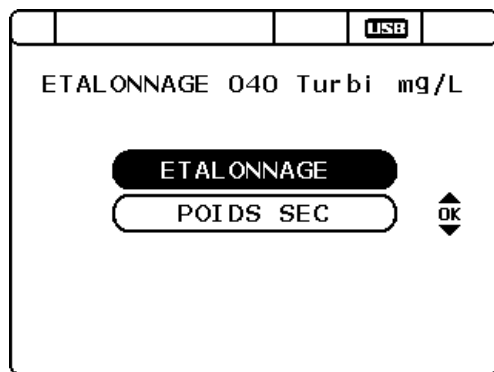 USB
ETALONNAGE 040 Turbi mg/L
ETALONNAGE
POIDS SEC
OK